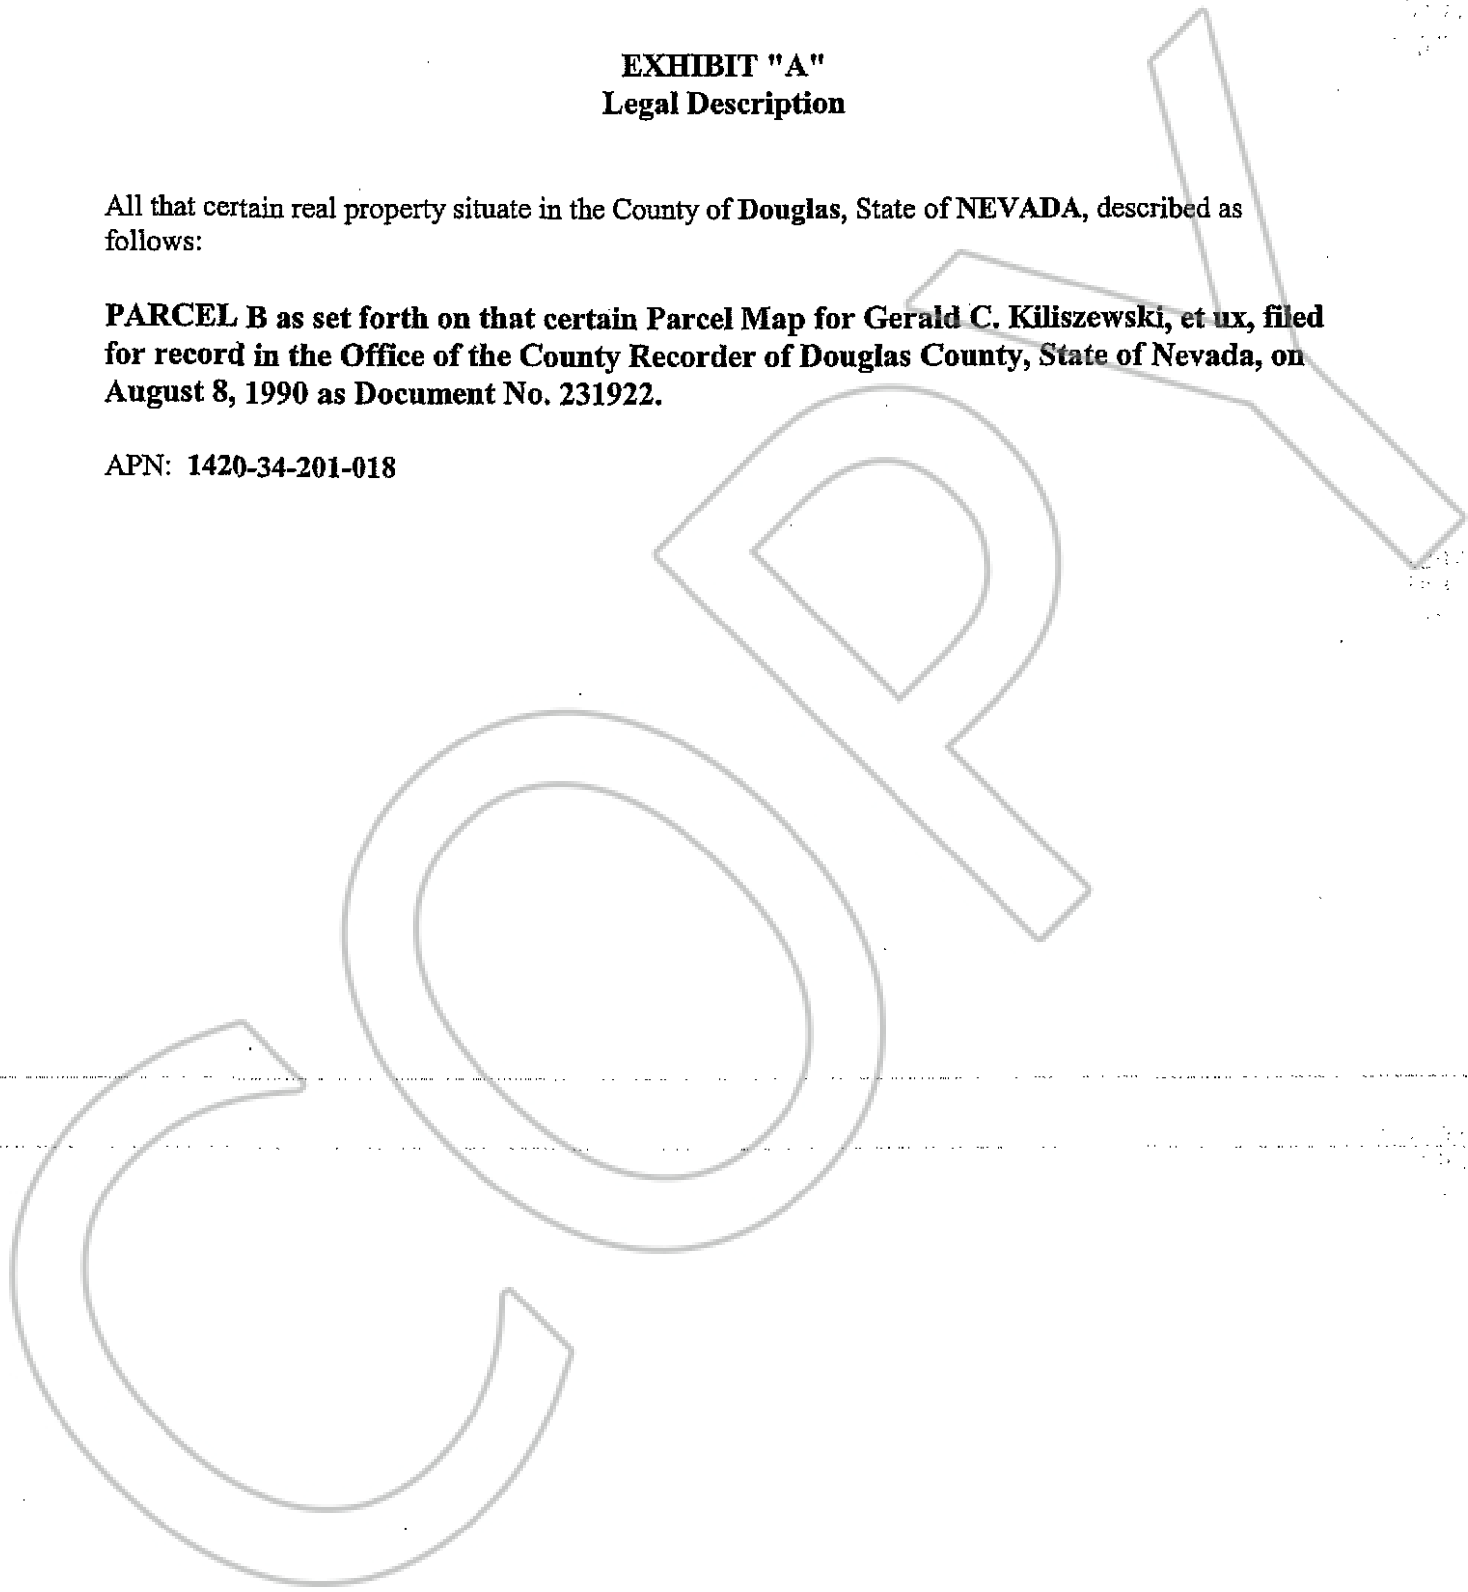 EXHIBIT "A"
Legal Description
All that certain real property situate in the County of Douglas, State of NEVADA, described as
follows:
PARCEL B as set forth on that certain Parcel Map for Gerald C. Kiliszewski, et ux, filed
for record in the Office of the County Recorder of Douglas County, State of Nevada, on
August 8, 1990 as Document No. 231922.
APN: 1420-34-201-018
COPY